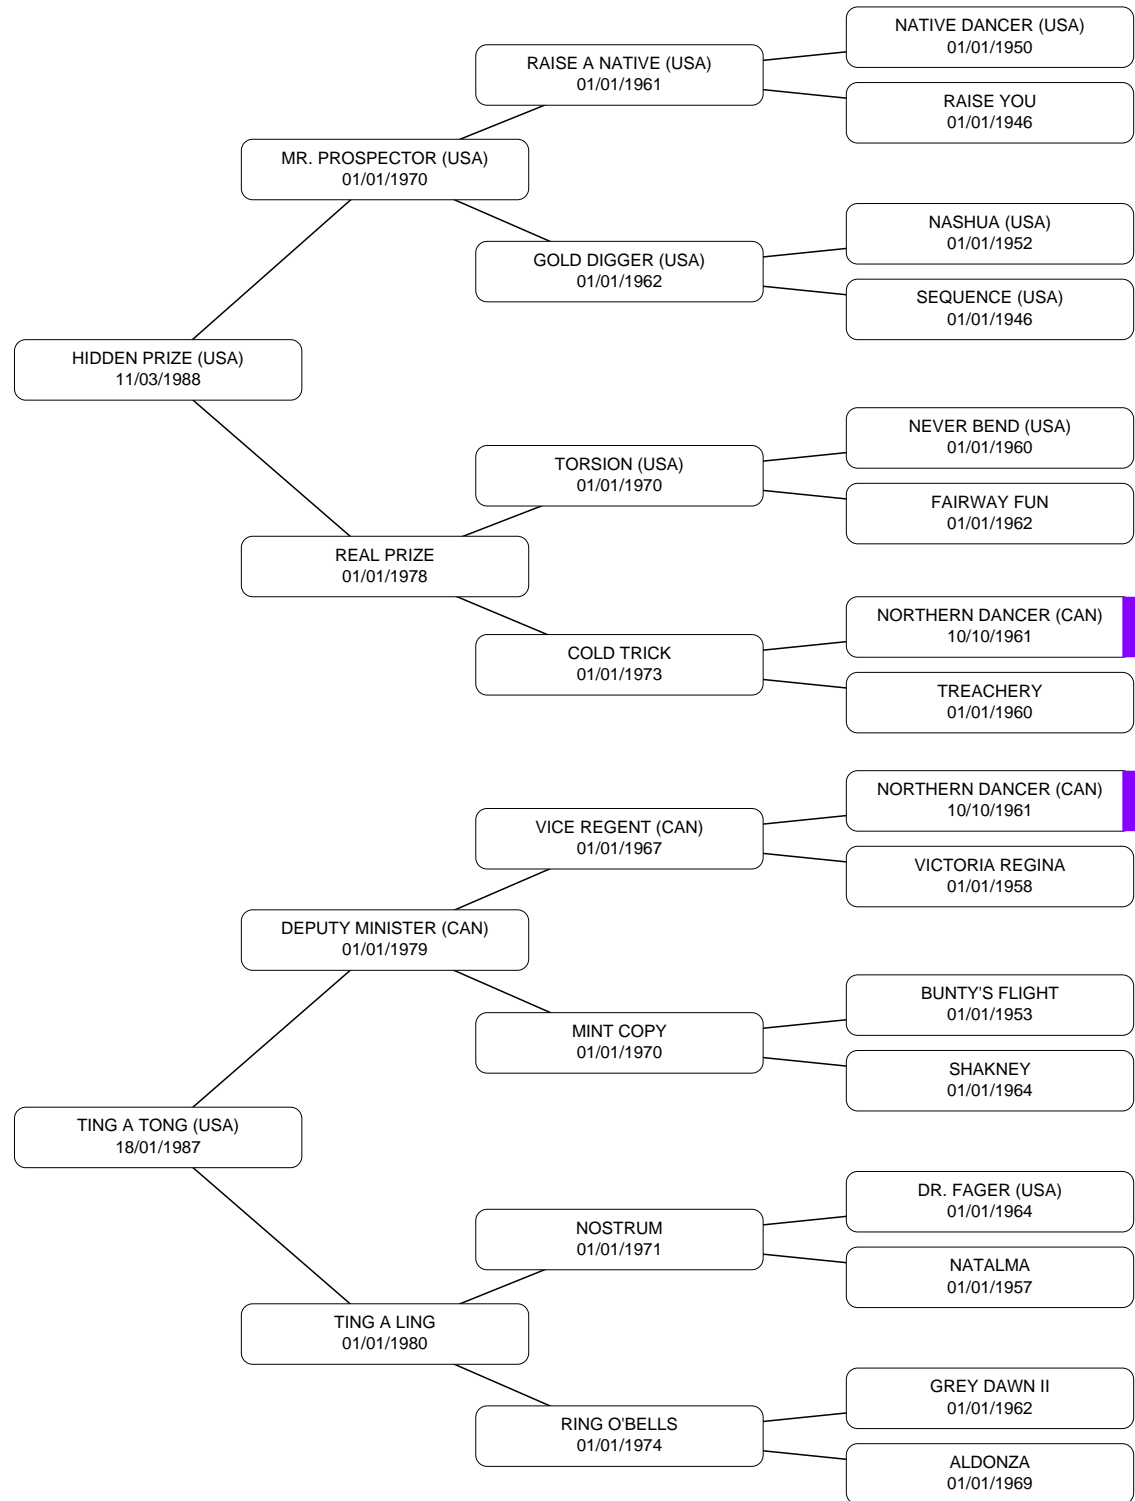 NATIVE DANCER (USA)
01/01/1950
RAISE A NATIVE (USA)
01/01/1961
RAISE YOU
01/01/1946
MR. PROSPECTOR (USA)
01/01/1970
NASHUA (USA)
01/01/1952
GOLD DIGGER (USA)
01/01/1962
SEQUENCE (USA)
01/01/1946
HIDDEN PRIZE (USA)
11/03/1988
NEVER BEND (USA)
01/01/1960
TORSION (USA)
01/01/1970
FAIRWAY FUN
01/01/1962
REAL PRIZE
01/01/1978
NORTHERN DANCER (CAN)
10/10/1961
COLD TRICK
01/01/1973
TREACHERY
01/01/1960
NORTHERN DANCER (CAN)
10/10/1961
VICE REGENT (CAN)
01/01/1967
VICTORIA REGINA
01/01/1958
DEPUTY MINISTER (CAN)
01/01/1979
BUNTY'S FLIGHT
01/01/1953
MINT COPY
01/01/1970
SHAKNEY
01/01/1964
TING A TONG (USA)
18/01/1987
DR. FAGER (USA)
01/01/1964
NOSTRUM
01/01/1971
NATALMA
01/01/1957
TING A LING
01/01/1980
GREY DAWN II
01/01/1962
RING O'BELLS
01/01/1974
ALDONZA
01/01/1969